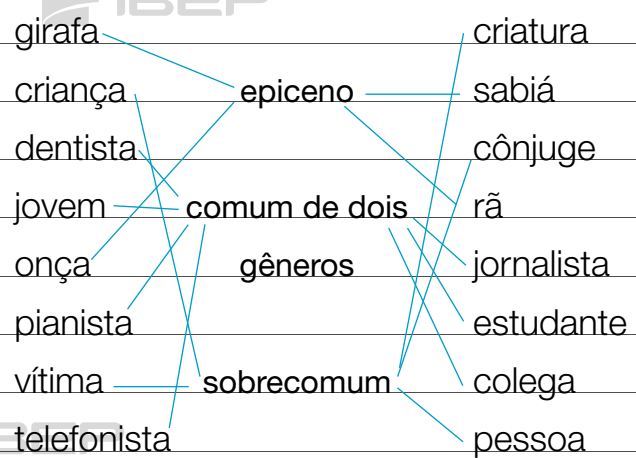 IBEP
girafa criatura
criança epiceno sabiá
dentista cônjuge
jovem comum de dois rã
onça gêneros jornalista
pianista estudante
vítima sobrecomum colega
telefonista pessoa